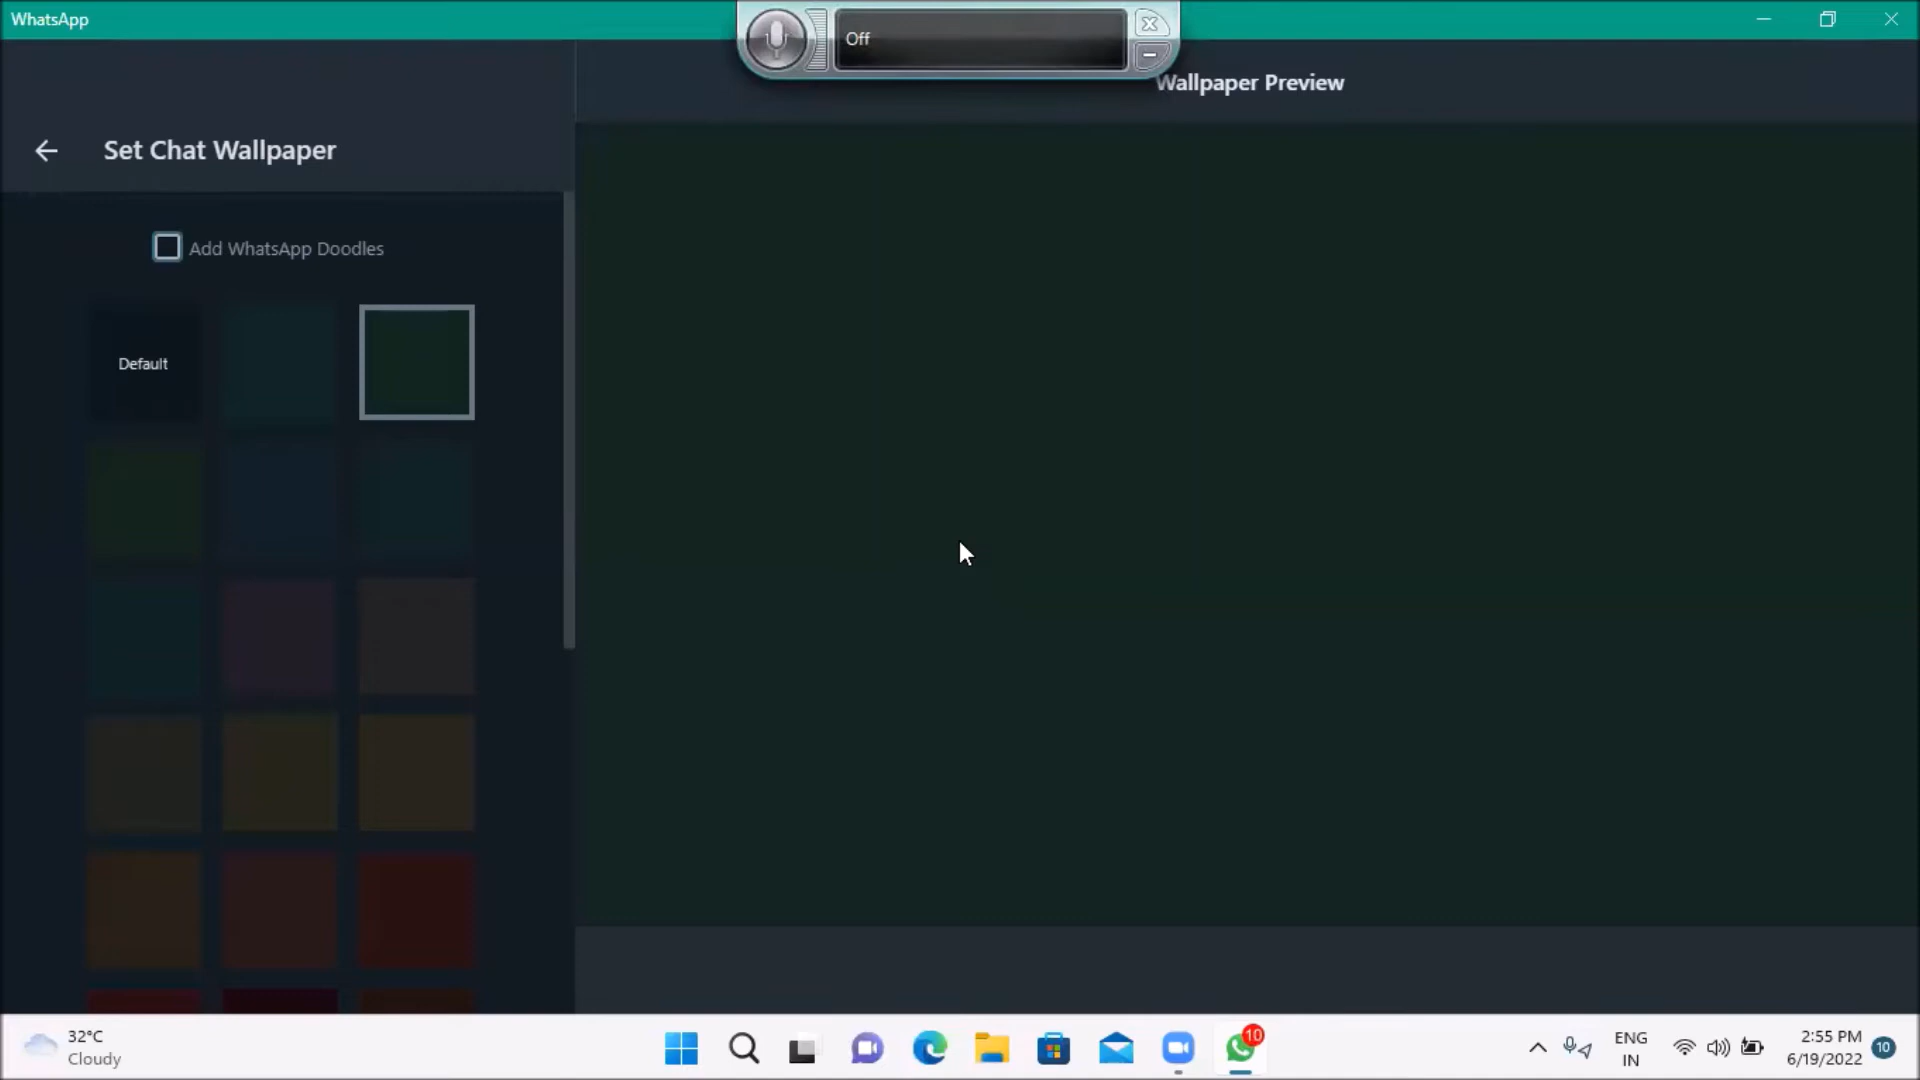 WhatsApp
Off
Wallpaper Preview
Set Chat Wallpaper
Add WhatsApp Doodles
Default
32°C
Cloudy
10
ENG
IN
2:55 PM
6/19/2022
10